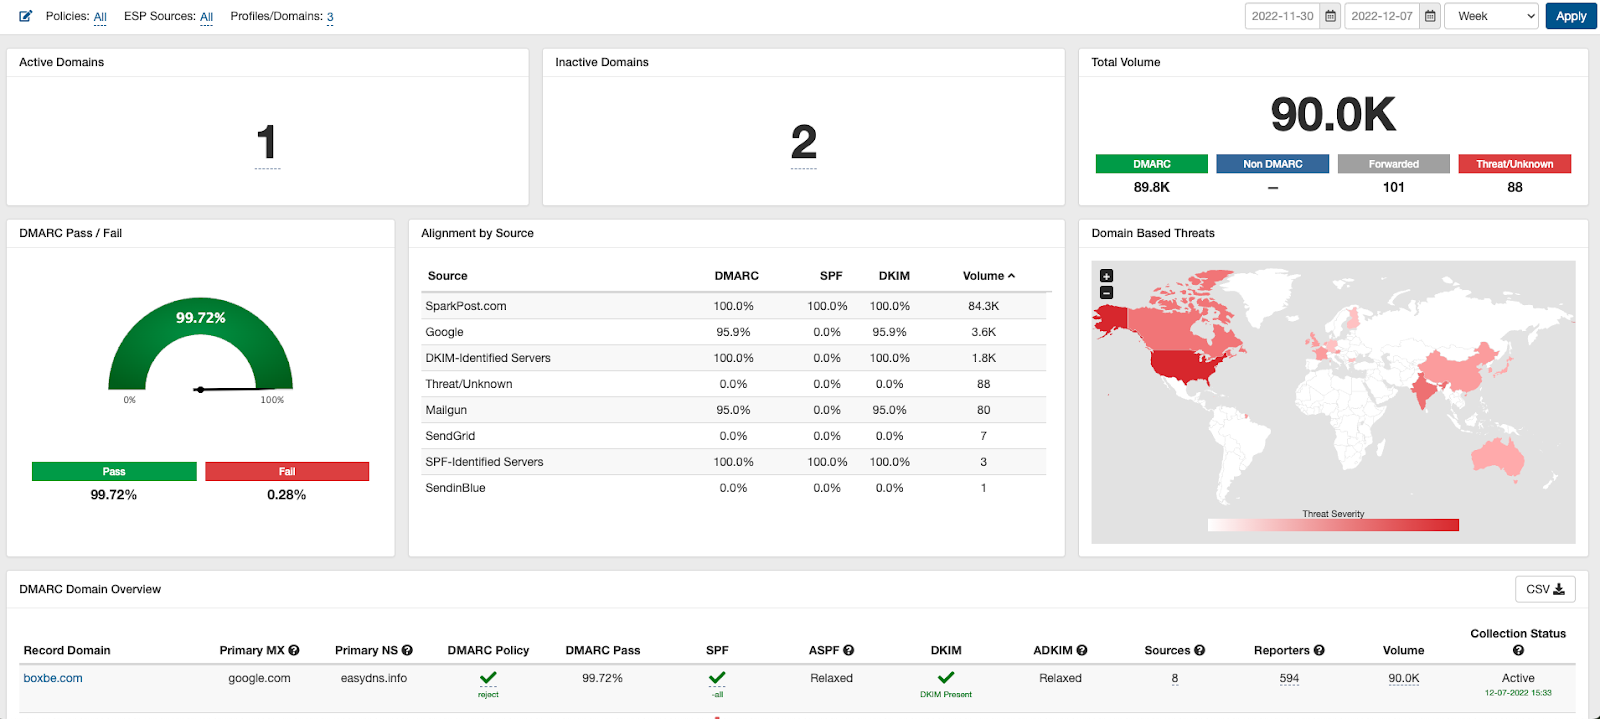 Policies: All ESP Sources: All Profiles/Domains: 3 2022-11-30 2022-12-07 Week Apply
Active Domains
1
Inactive Domains
2
Total Volume
90.0K
DMARC Non DMARC Forwarded Threat/Unknown
89.8K — 101 88
DMARC Pass / Fail
99.72%
0% 100%
Pass Fail
99.72% 0.28%
Alignment by Source
Source DMARC SPF DKIM Volume
SparkPost.com 100.0% 100.0% 100.0% 84.3K
Google 95.9% 0.0% 95.9% 3.6K
DKIM-Identified Servers 100.0% 0.0% 100.0% 1.8K
Threat/Unknown 0.0% 0.0% 0.0% 88
Mailgun 95.0% 0.0% 95.0% 80
SendGrid 0.0% 0.0% 0.0% 7
SPF-Identified Servers 100.0% 100.0% 100.0% 3
SendinBlue 0.0% 0.0% 0.0% 1
Domain Based Threats
+
−
Threat Severity
DMARC Domain Overview CSV
Record Domain Primary MX ? Primary NS ? DMARC Policy DMARC Pass SPF ASPF ? DKIM ADKIM ? Sources ? Reporters ? Volume Collection Status ?
boxbe.com google.com easydns.info 99.72% Relaxed Relaxed 8 594 90.0K Active
reject -all DKIM Present 12-07-2022 15:33